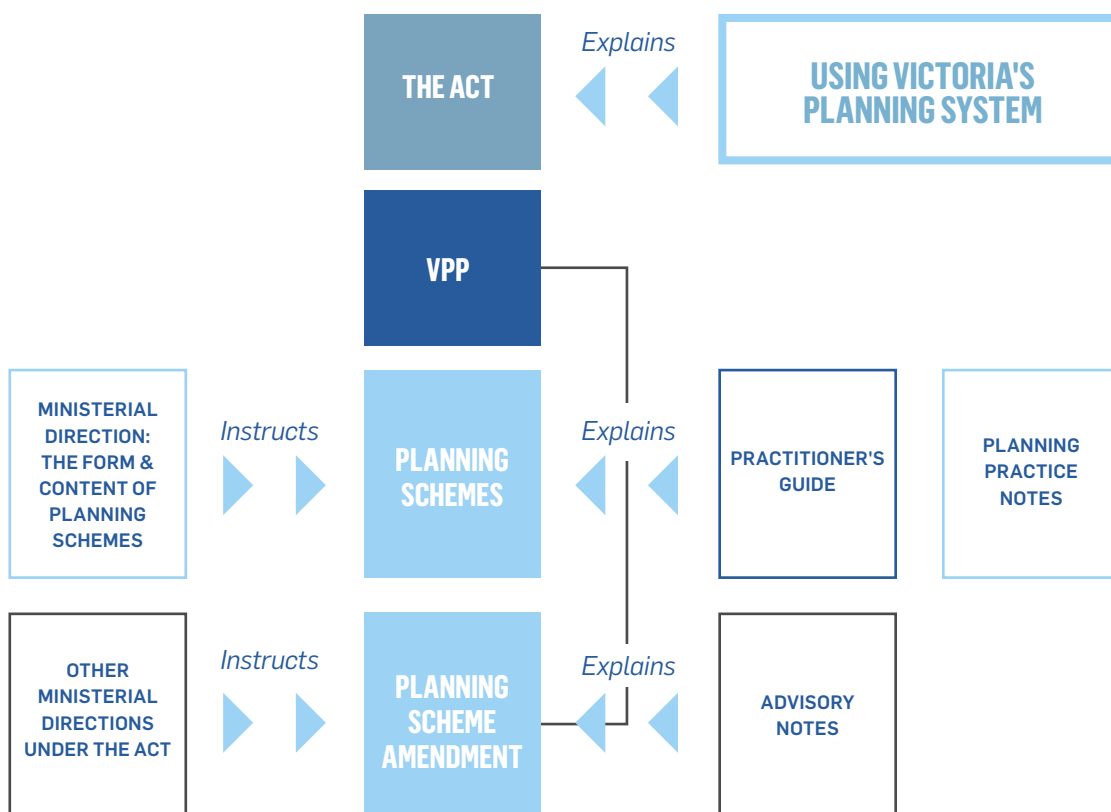 THE ACT
Explains
USING VICTORIA'S
PLANNING SYSTEM
VPP
MINISTERIAL
DIRECTION:
THE FORM &
CONTENT OF
PLANNING
SCHEMES
Instructs
PLANNING
SCHEMES
Explains
PRACTITIONER'S
GUIDE
PLANNING
PRACTICE
NOTES
OTHER
MINISTERIAL
DIRECTIONS
UNDER THE ACT
Instructs
PLANNING
SCHEME
AMENDMENT
Explains
ADVISORY
NOTES